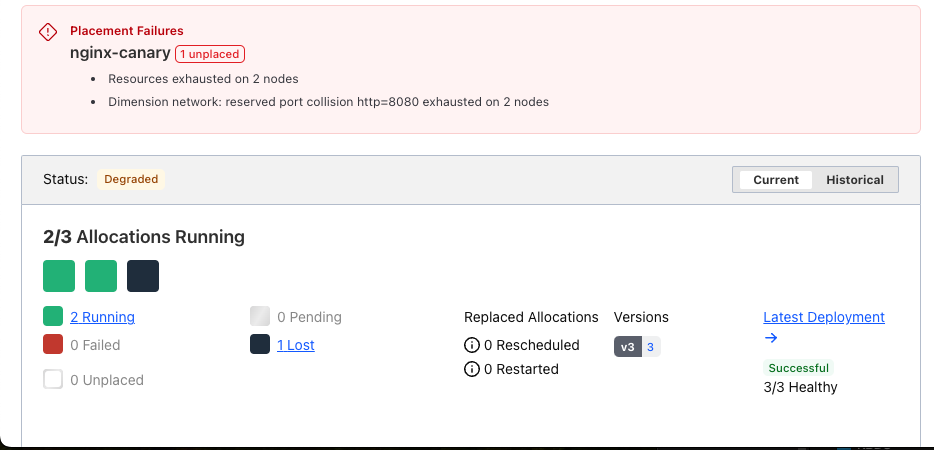 Placement Failures
nginx-canary 1 unplaced
Resources exhausted on 2 nodes
Dimension network: reserved port collision http=8080 exhausted on 2 nodes
Status: Degraded
Current Historical
2/3 Allocations Running
2 Running
0 Failed
0 Unplaced
0 Pending
1 Lost
Replaced Allocations
0 Rescheduled
0 Restarted
Versions
v3 3
Latest Deployment
→
Successful
3/3 Healthy